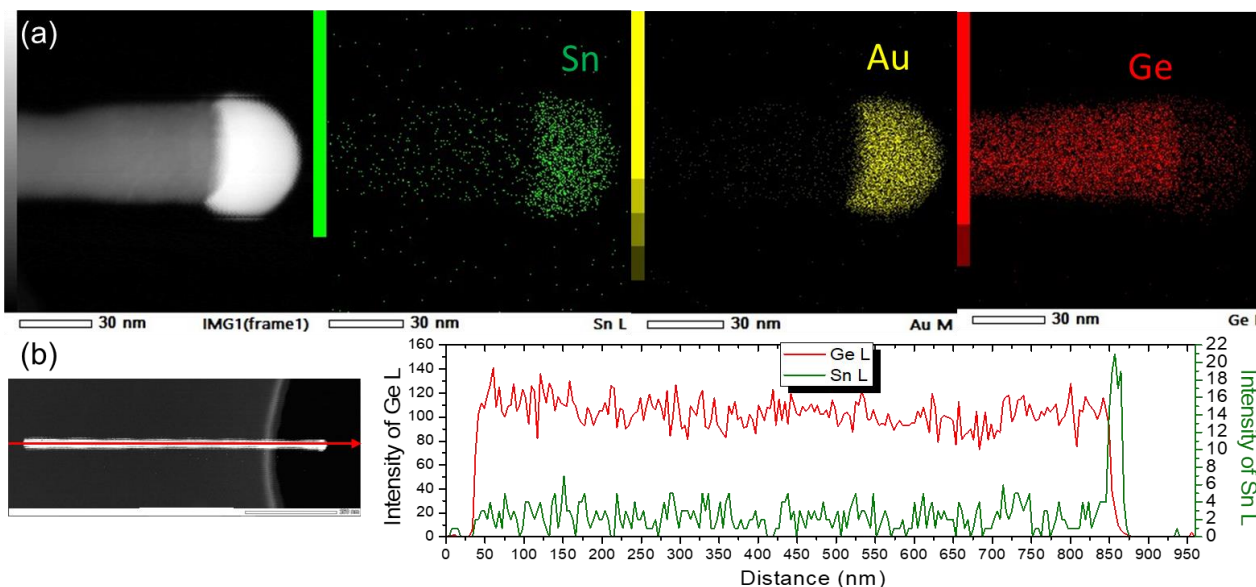 (a)
Sn
Au
Ge
30 nm
IMG1(frame1)
30 nm
Sn L
30 nm
Au M
30 nm
Ge
(b)
Ge L
Sn L
Intensity of Ge L
160
140
120
100
80
60
40
20
0
22
20
18
16
14
12
10
8
6
4
2
0
Intensity of Sn L
0 50 100 150 200 250 300 350 400 450 500 550 600 650 700 750 800 850 900 950
Distance (nm)